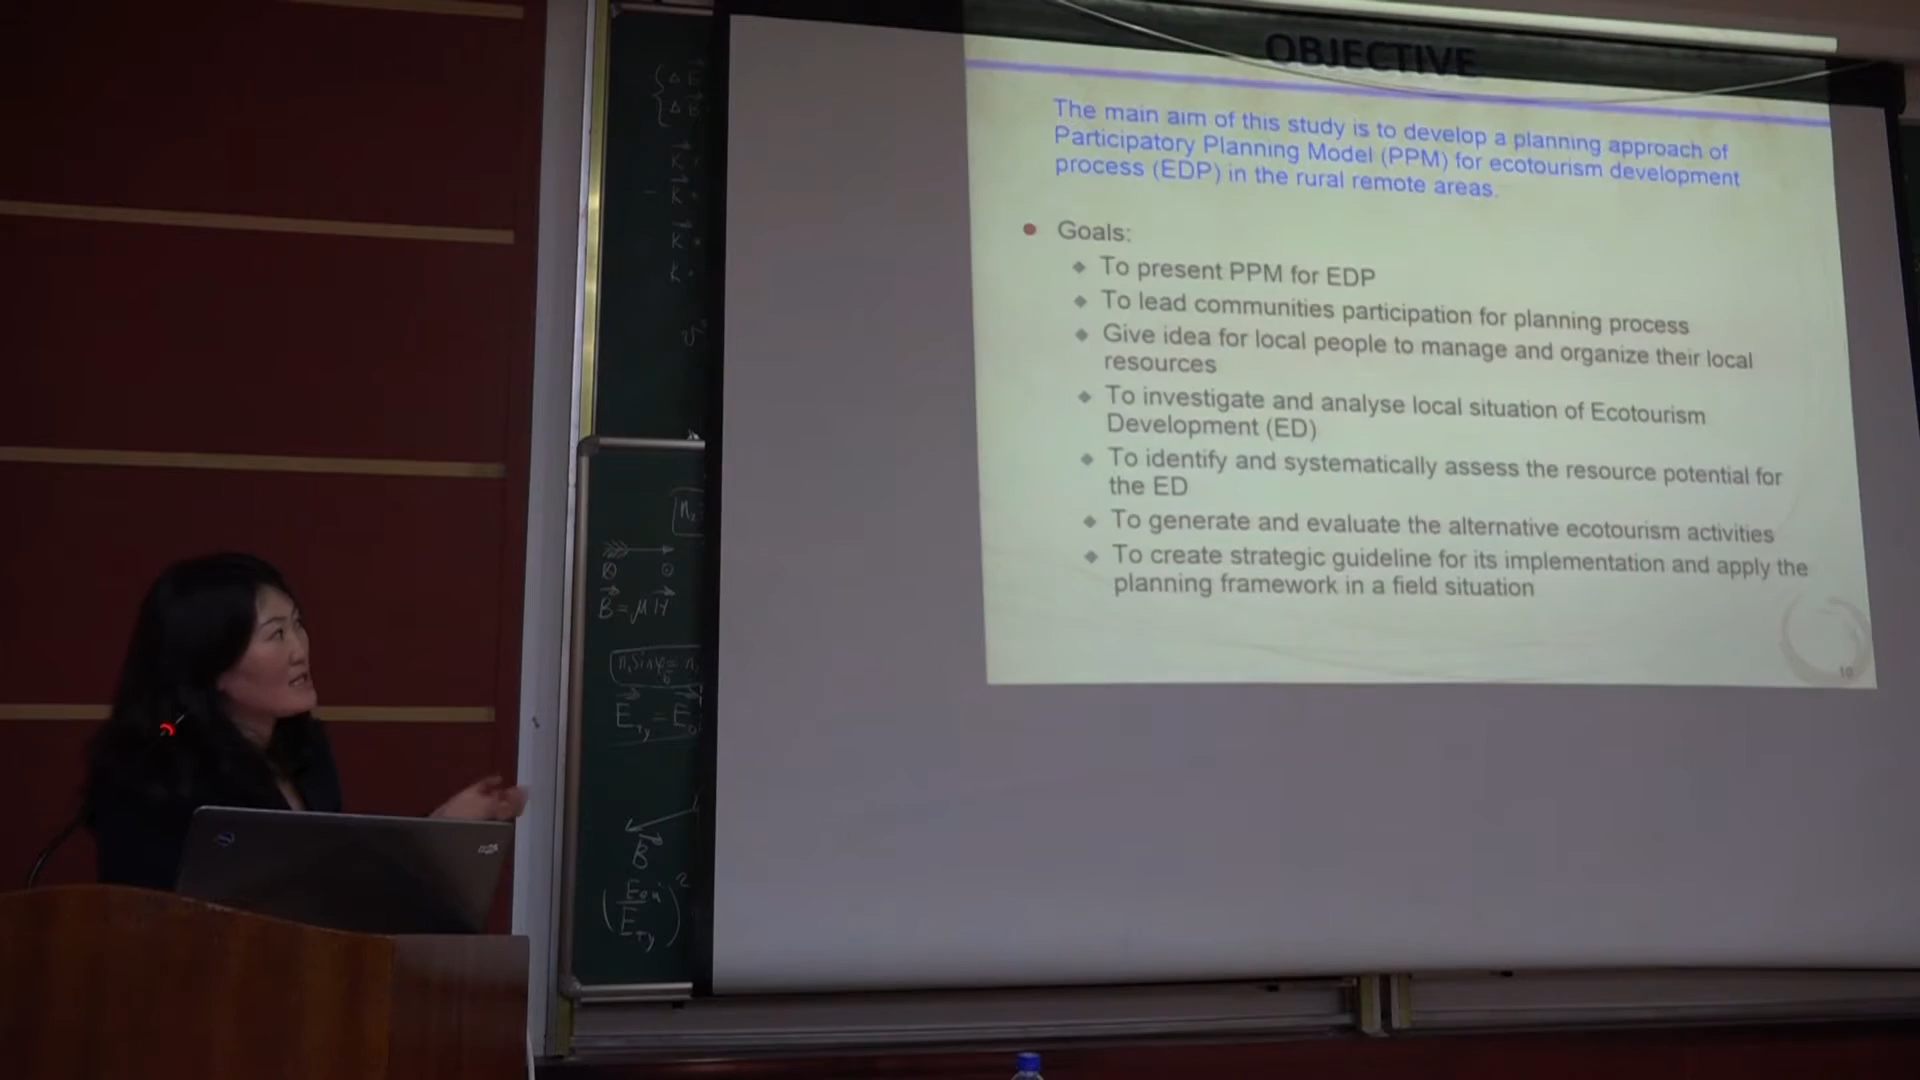 OBJECTIVE
The main aim of this study is to develop a planning approach of
Participatory Planning Model (PPM) for ecotourism development
process (EDP) in the rural remote areas.
Goals:
To present PPM for EDP
To lead communities participation for planning process
Give idea for local people to manage and organize their local
resources
To investigate and analyse local situation of Ecotourism
Development (ED)
To identify and systematically assess the resource potential for
the ED
To generate and evaluate the alternative ecotourism activities
To create strategic guideline for its implementation and apply the
planning framework in a field situation
10
B = μ H